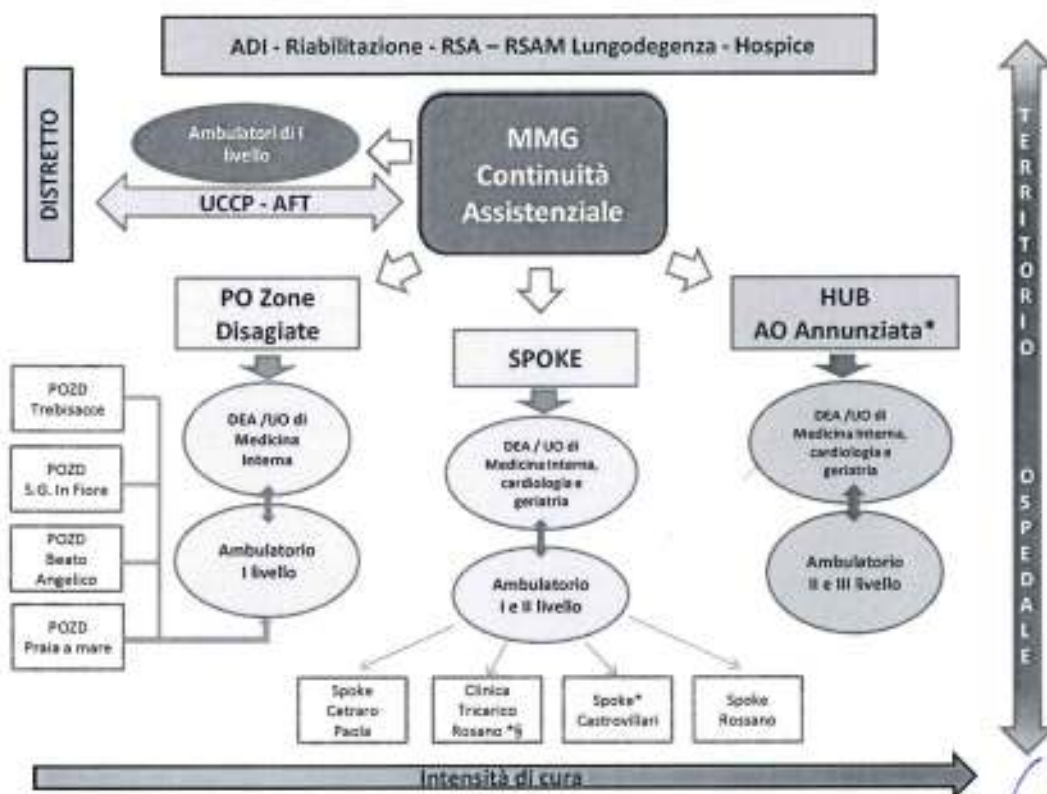 ADI - Riabilitazione - RSA – RSAM Lungodegenza - Hospice
DISTRETTO
Ambulatori di I
livello
UCCP - AFT
MMG
Continuità
Assistenziale
TERRITORIO
OSPEDALE
PO Zone
Disagiate
SPOKE
HUB
AO Annunziata*
POZD
Trebisacce
POZD
S.G. In Fiore
POZD
Beato
Angelico
POZD
Praia a mare
DEA /UO di
Medicina
Interna
Ambulatorio
I livello
DEA / UO di
Medicina Interna,
cardiologia e
geriatria
Ambulatorio
I e II livello
DEA /UO di
Medicina Interna,
cardiologia e
geriatria
Ambulatorio
II e III livello
Spoke
Cetraro
Paola
Clinica
Tricarico
Rosano *§
Spoke*
Castrovillari
Spoke
Rossano
Intensità di cura